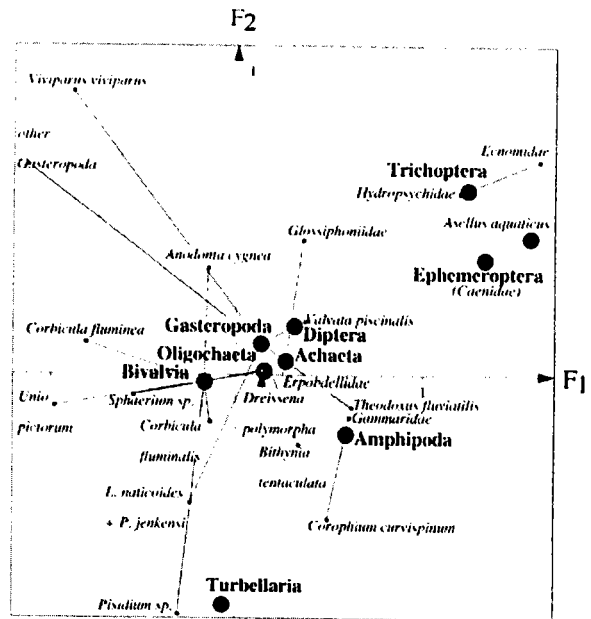 F2
1
Viviparus viviparus
other
Gasteropoda
Ecnomidae
Trichoptera
Hydropsychidae
Asellus aquaticus
Glossiphoniidae
Anodonta cygnea
Ephemeroptera
(Caenidae)
Valvata piscinalis
Gasteropoda
Diptera
Corbicula fluminea
Oligochaeta
Achaeta
Bivalvia
Erpobdellidae
F1
1
Unio
pictorum
Sphaerium sp.
Dreissena
polymorpha
Theodoxus fluviatilis
Gammaridae
Corbicula
fluminalis
Amphipoda
Bithynia
tentaculata
L. naticoides
+ P. jenkensi
Corophium curvispinum
Turbellaria
Pisidium sp.